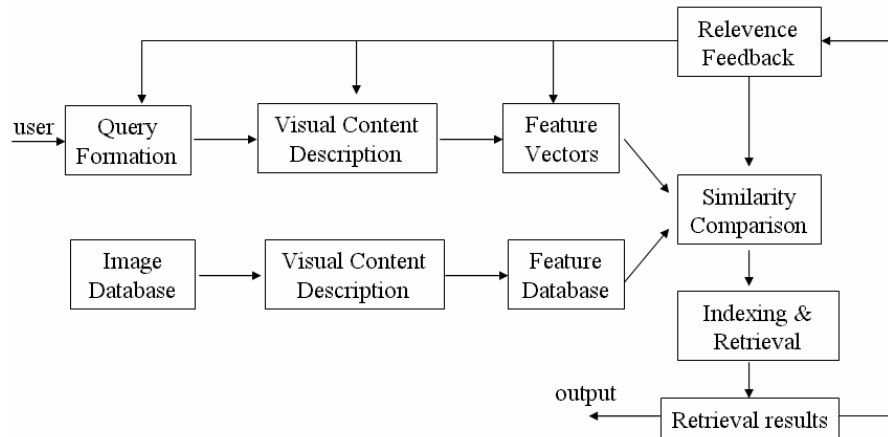 Relevence
Feedback
user
Query
Formation
Visual Content
Description
Feature
Vectors
Similarity
Comparison
Image
Database
Visual Content
Description
Feature
Database
Indexing &
Retrieval
output
Retrieval results